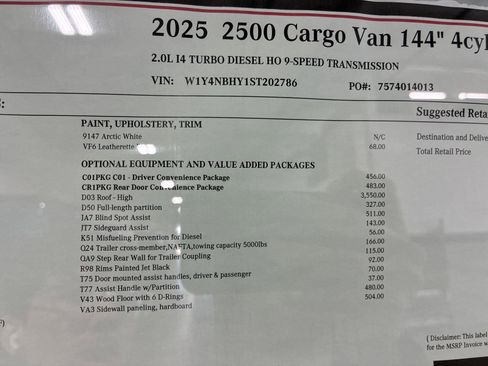 2025 2500 Cargo Van 144" 4cyl
2.0L I4 TURBO DIESEL HO 9-SPEED TRANSMISSION
VIN: W1Y4NBHY1ST202786 PO#: 7574014013
S:
Suggested Reta
PAINT, UPHOLSTERY, TRIM
9147 Arctic White N/C
VF6 Leatherette 68.00
Destination and Delive
Total Retail Price
OPTIONAL EQUIPMENT AND VALUE ADDED PACKAGES
C01PKG C01 - Driver Convenience Package 456.00
CR1PKG Rear Door Convenience Package 483.00
D03 Roof - High 3,550.00
D50 Full-length partition 327.00
JA7 Blind Spot Assist 511.00
JT7 Sideguard Assist 143.00
K51 Misfueling Prevention for Diesel 56.00
Q24 Trailer cross-member,NAFTA,towing capacity 5000lbs 166.00
QA9 Step Rear Wall for Trailer Coupling 115.00
R98 Rims Painted Jet Black 92.00
T75 Door mounted assist handles, driver & passenger 70.00
T77 Assist Handle w/Partition 37.00
V43 Wood Floor with 6 D-Rings 480.00
VA3 Sidewall paneling, hardboard 504.00
F)
( Disclaimer: This label
for the MSRP Invoice w